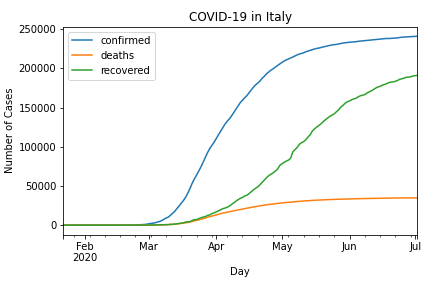 COVID-19 in Italy
confirmed
deaths
recovered
Number of Cases
250000
200000
150000
100000
50000
0
Feb Mar Apr May Jun Jul
2020
Day